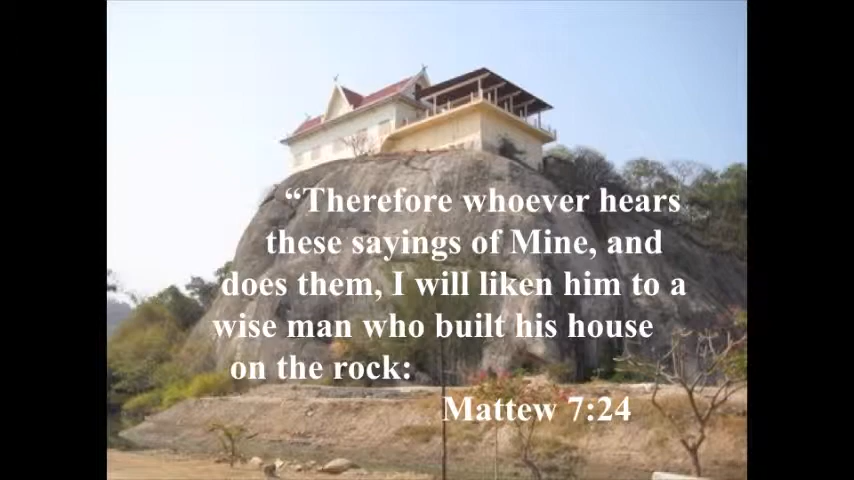 “Therefore whoever hears
these sayings of Mine, and
does them, I will liken him to a
wise man who built his house
on the rock:
Mattew 7:24